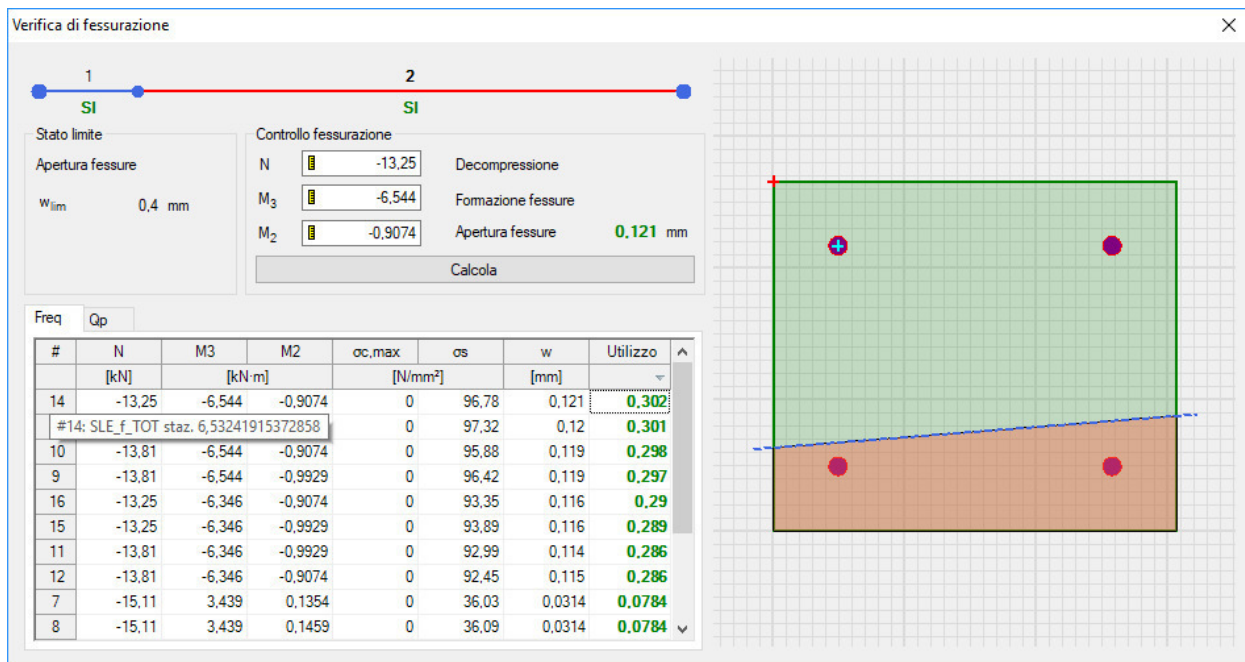 Verifica di fessurazione
1 2
SI SI
Stato limite
Apertura fessure
wlim 0,4 mm
Controllo fessurazione
N -13,25 Decompressione
M3 -6,544 Formazione fessure
M2 -0,9074 Apertura fessure 0,121 mm
Calcola
Freq Qp
# N M3 M2 σc,max σs w Utilizzo
[kN] [kN·m] [N/mm²] [mm]
14 -13,25 -6,544 -0,9074 0 96,78 0,121 0,302
#14: SLE_f_TOT staz. 6,53241915372858 0 97,32 0,12 0,301
10 -13,81 -6,544 -0,9074 0 95,88 0,119 0,298
9 -13,81 -6,544 -0,9929 0 96,42 0,119 0,297
16 -13,25 -6,346 -0,9074 0 93,35 0,116 0,29
15 -13,25 -6,346 -0,9929 0 93,89 0,116 0,289
11 -13,81 -6,346 -0,9929 0 92,99 0,114 0,286
12 -13,81 -6,346 -0,9074 0 92,45 0,115 0,286
7 -15,11 3,439 0,1354 0 36,03 0,0314 0,0784
8 -15,11 3,439 0,1459 0 36,09 0,0314 0,0784